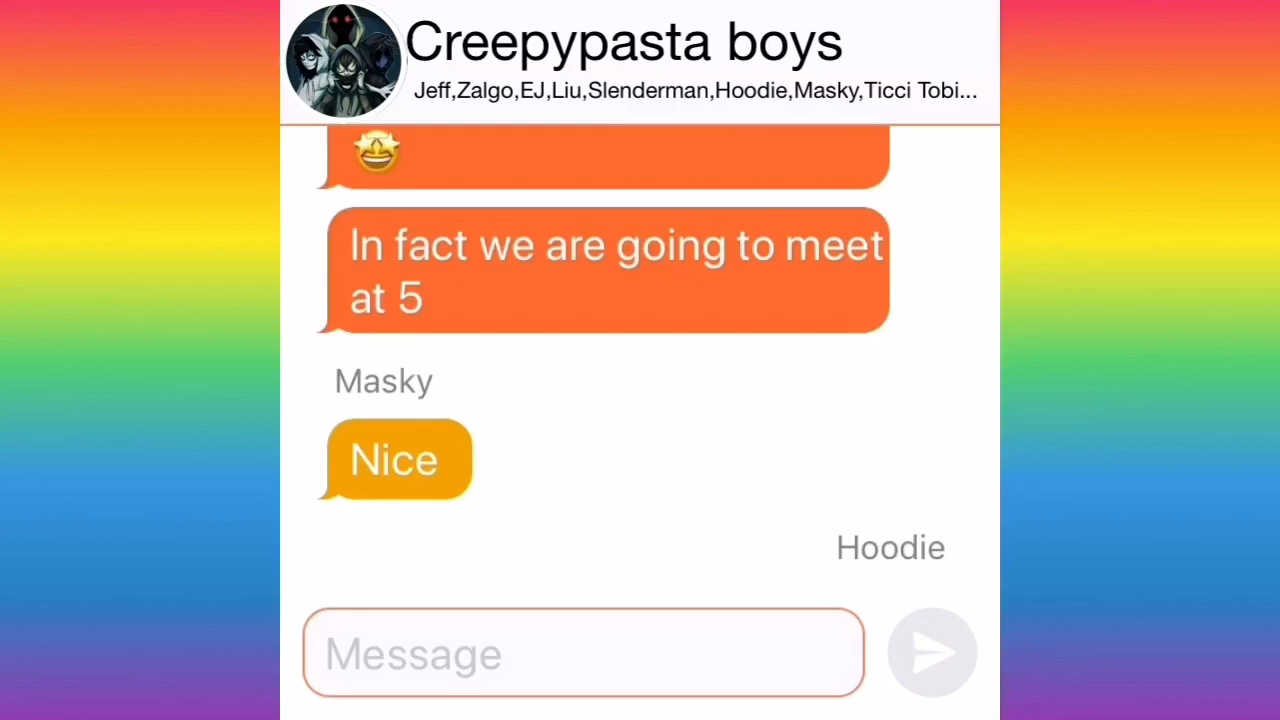 Creepypasta boys
Jeff,Zalgo,EJ,Liu,Slenderman,Hoodie,Masky,Ticci Tobi...
🤩
In fact we are going to meet
at 5
Masky
Nice
Hoodie
Message